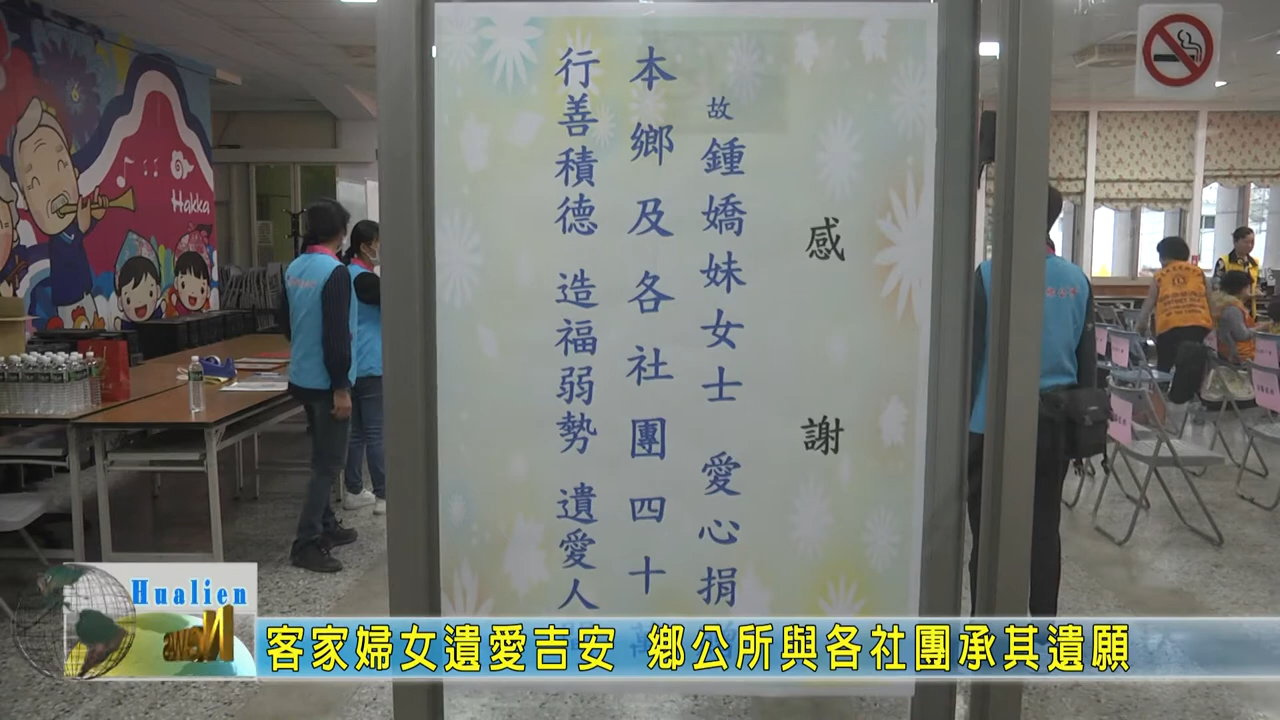 感謝
故鍾嬌妹女士 愛心捐
本鄉及各社團四十
行善積德 造福弱勢 遺愛人
Hakka
Hualien
News
客家婦女遺愛吉安 鄉公所與各社團承其遺願